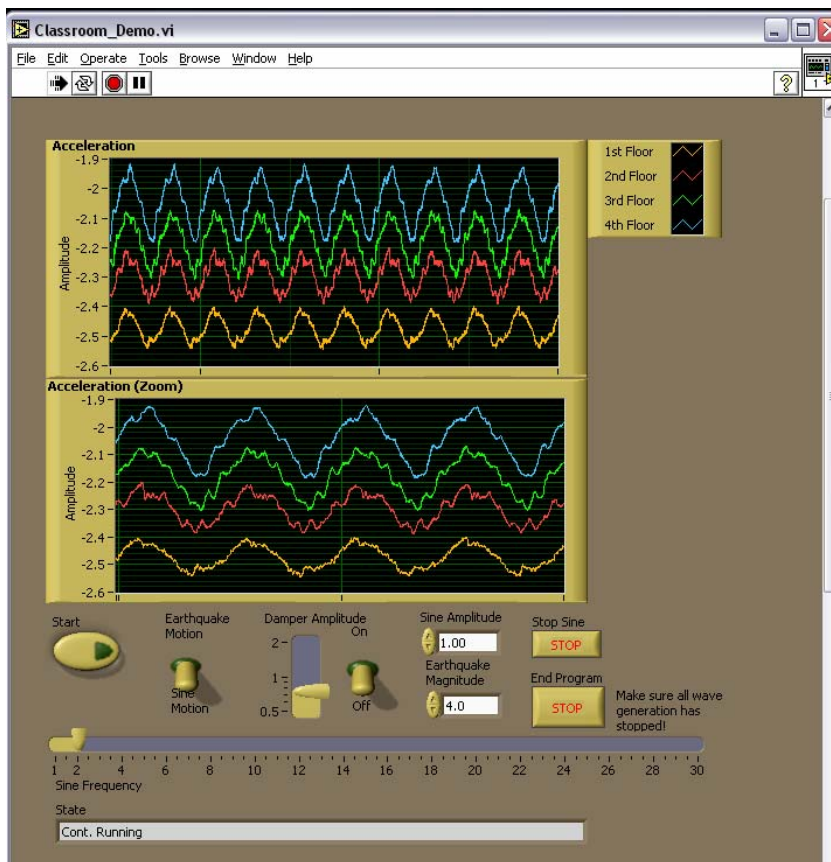 Classroom_Demo.vi
File Edit Operate Tools Browse Window Help
1
Acceleration
1st Floor
2nd Floor
3rd Floor
4th Floor
Amplitude
-1.9
-2
-2.1
-2.2
-2.3
-2.4
-2.5
-2.6
Acceleration (Zoom)
Amplitude
-1.9
-2
-2.1
-2.2
-2.3
-2.4
-2.5
-2.6
Start
Earthquake
Motion
Sine
Motion
Damper Amplitude
2
1
0.5
On
Off
Sine Amplitude
1.00
Earthquake
Magnitude
4.0
Stop Sine
STOP
End Program
STOP
Make sure all wave
generation has
stopped!
1 2 4 6 8 10 12 14 16 18 20 22 24 26 28 30
Sine Frequency
State
Cont. Running